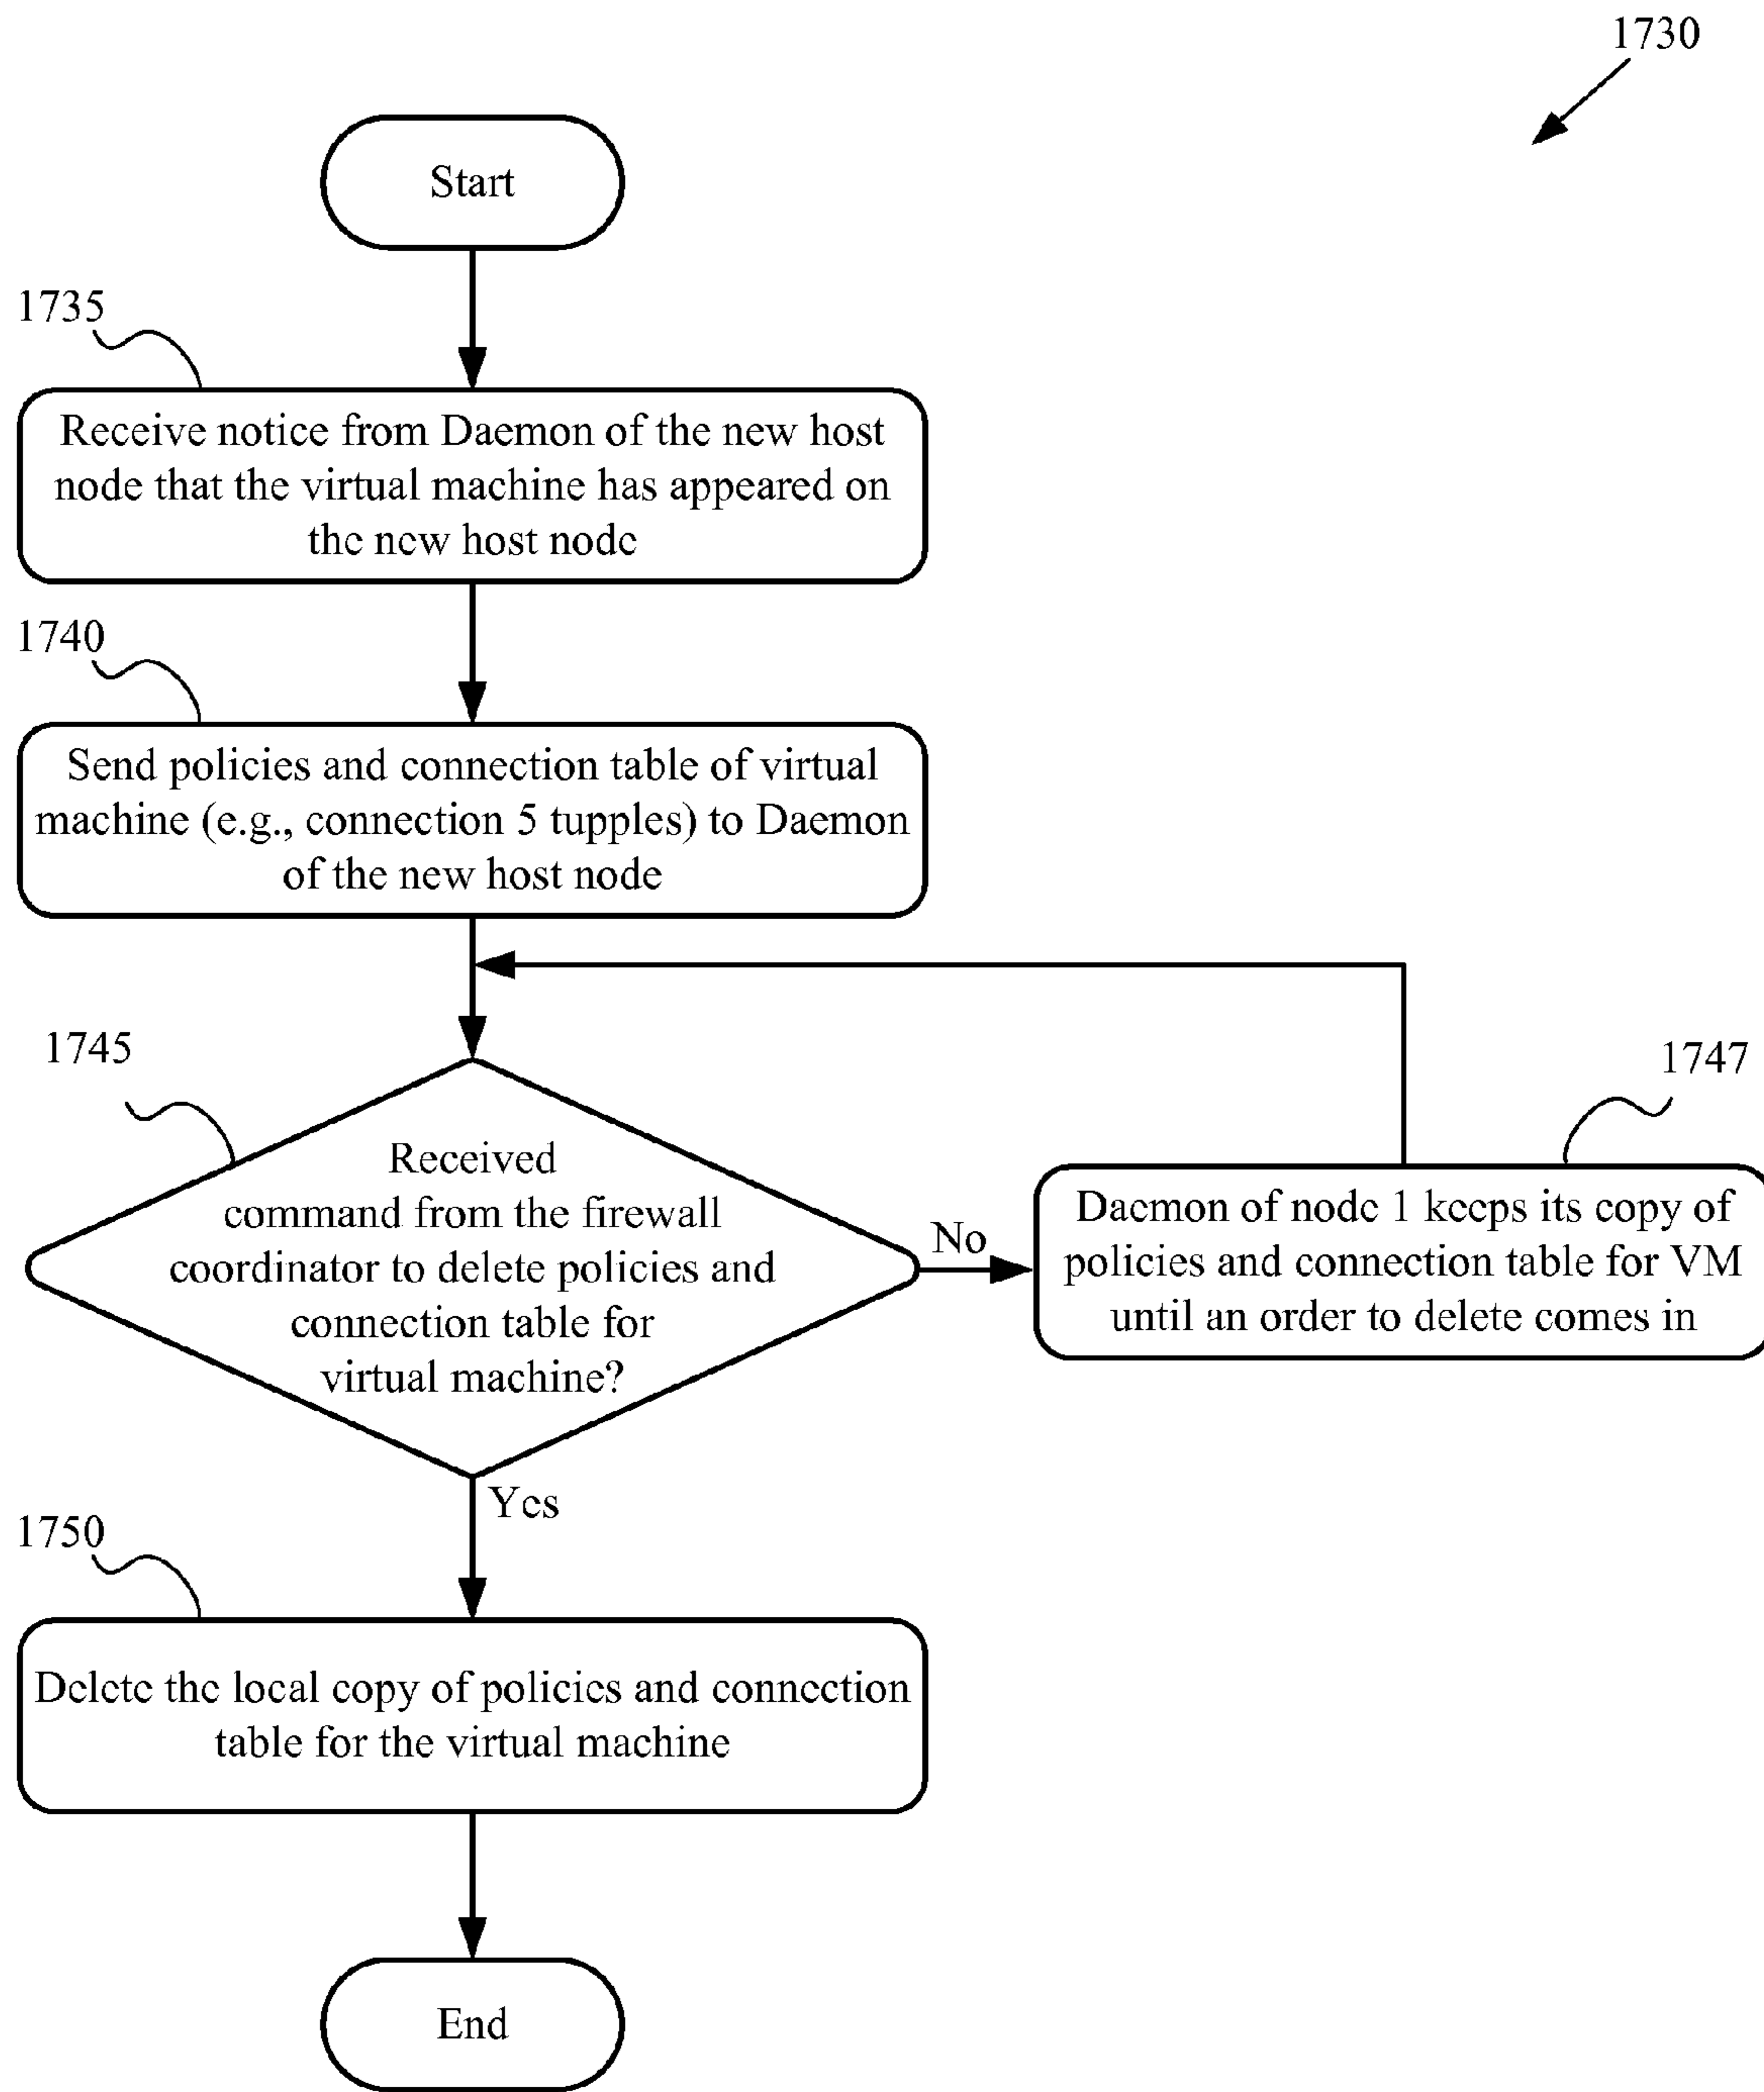 1730
Start
1735
Receive notice from Daemon of the new host
node that the virtual machine has appeared on
the new host node
1740
Send policies and connection table of virtual
machine (e.g., connection 5 tupples) to Daemon
of the new host node
1745
Received
command from the firewall
coordinator to delete policies and
connection table for
virtual machine?
No
1747
Daemon of node 1 keeps its copy of
policies and connection table for VM
until an order to delete comes in
Yes
1750
Delete the local copy of policies and connection
table for the virtual machine
End